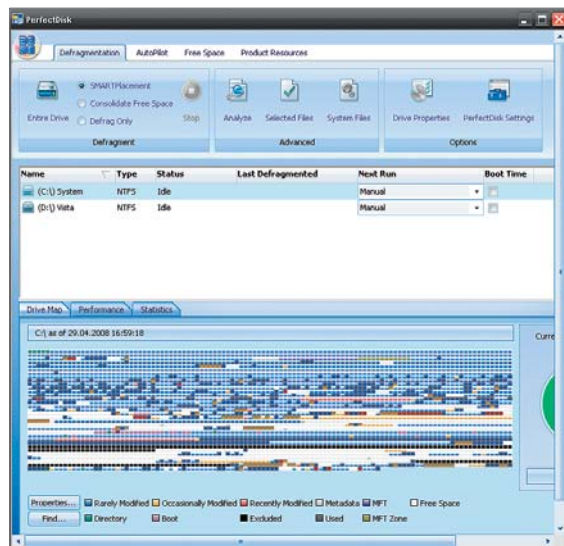 PerfectDisk
Defragmentation AutoPilot Free Space Product Resources
SMARTPlacement
Consolidate Free Space
Defrag Only
Entire Drive Stop Analyze Selected Files System Files Drive Properties PerfectDisk Settings
Defragment Advanced Options
Name Type Status Last Defragmented Next Run Boot Time
(C:\) System NTFS Idle Manual
(D:\) Vista NTFS Idle Manual
Drive Map Performance Statistics
C:\ as of 29.04.2008 16:59:18
Curre
Properties... Rarely Modified Occasionally Modified Recently Modified Metadata MFT Free Space
Find... Directory Boot Excluded Used MFT Zone